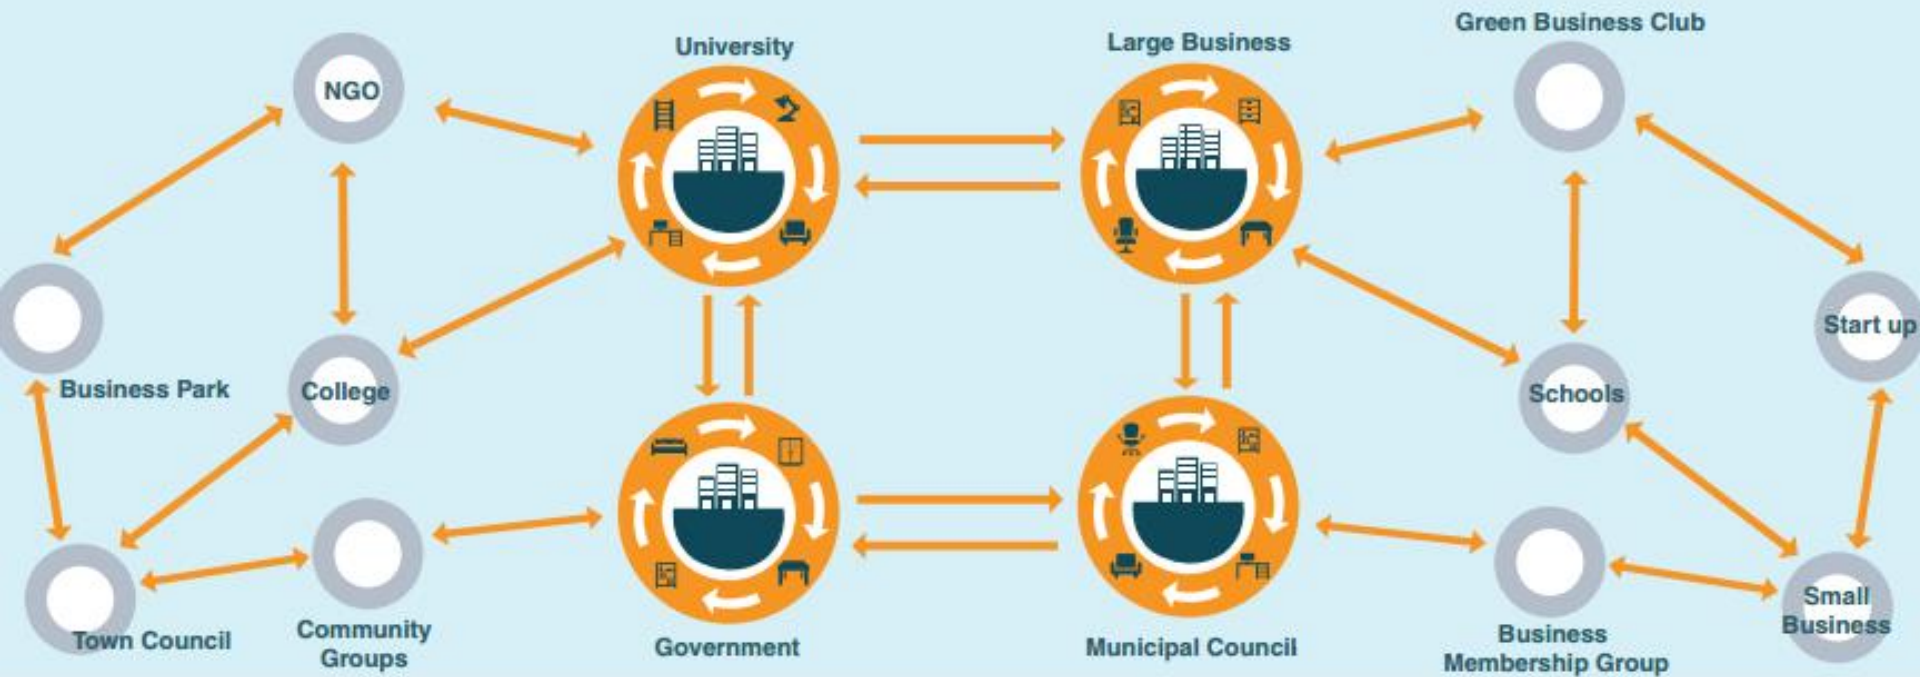 Green Business Club
University
Large Business
NGO
Start up
Business Park
College
Schools
Small
Business
Town Council
Community
Groups
Government
Municipal Council
Business
Membership Group